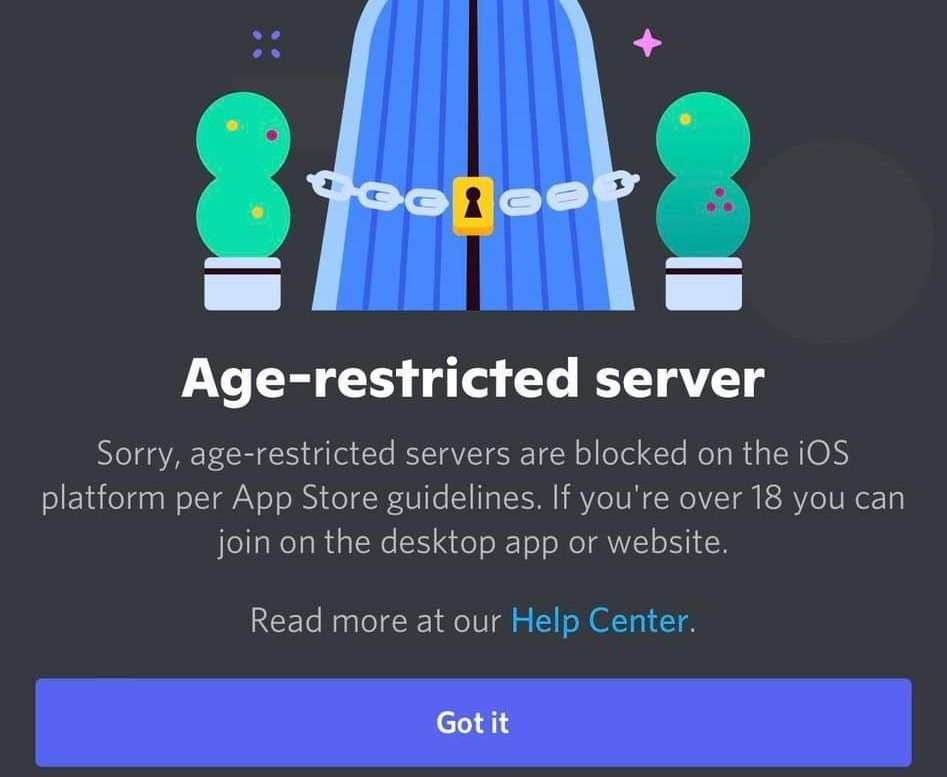 Age-restricted server
Sorry, age-restricted servers are blocked on the iOS
platform per App Store guidelines. If you're over 18 you can
join on the desktop app or website.
Read more at our Help Center.
Got it